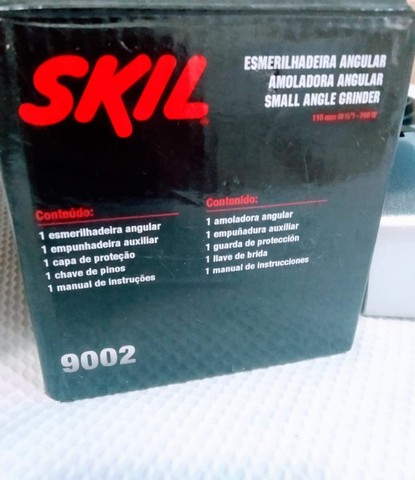 SKIL
ESMERILHADEIRA ANGULAR
AMOLADORA ANGULAR
SMALL ANGLE GRINDER
Conteúdo:
1 esmerilhadeira angular
1 empunhadeira auxiliar
1 capa de proteção
1 chave de pinos
1 manual de instruções
Contenido:
1 amoladora angular
1 empuñadura auxiliar
1 guarda de protección
1 llave de brida
1 manual de instrucciones
9002